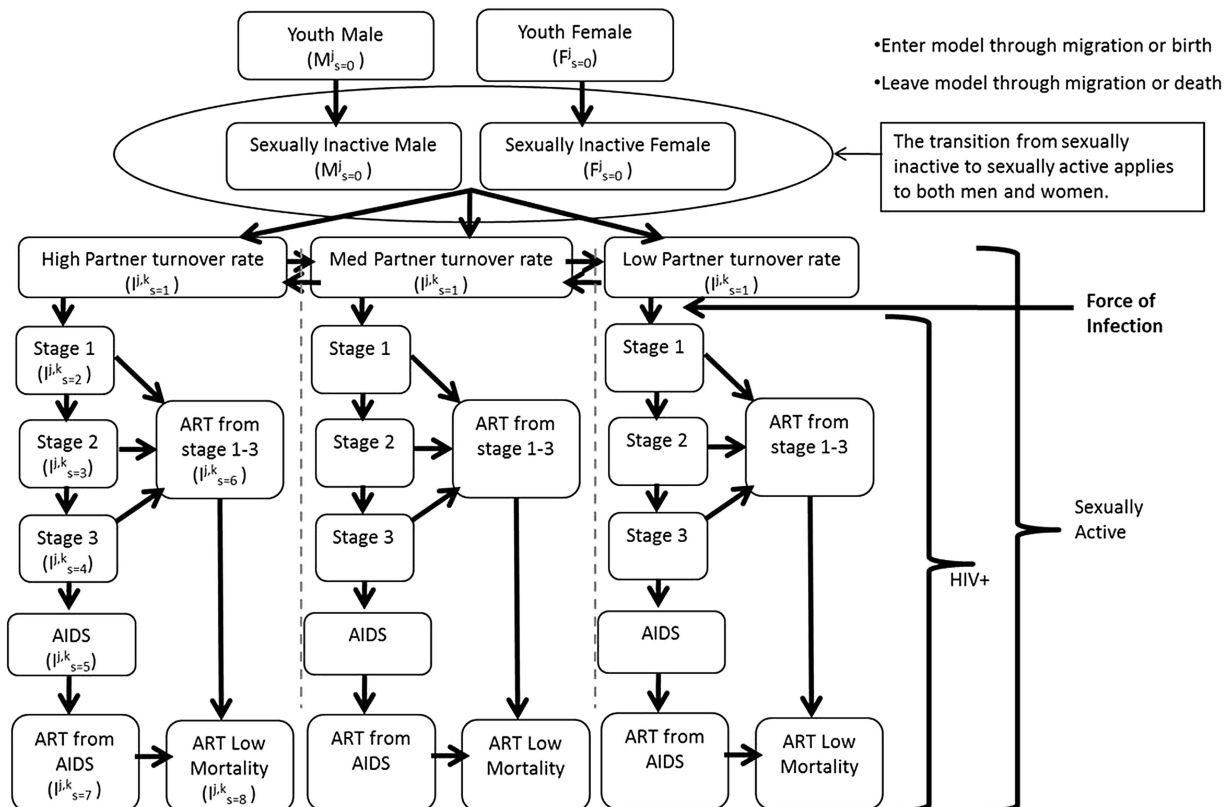 Youth Male
(M^j_{s=0})
Youth Female
(F^j_{s=0})
•Enter model through migration or birth
•Leave model through migration or death
Sexually Inactive Male
(M^j_{s=0})
Sexually Inactive Female
(F^j_{s=0})
The transition from sexually
inactive to sexually active applies
to both men and women.
High Partner turnover rate
(I^{j,k}_{s=1})
Med Partner turnover rate
(I^{j,k}_{s=1})
Low Partner turnover rate
(I^{j,k}_{s=1})
Force of
Infection
Stage 1
(I^{j,k}_{s=2})
Stage 2
(I^{j,k}_{s=3})
Stage 3
(I^{j,k}_{s=4})
ART from
stage 1-3
(I^{j,k}_{s=6})
AIDS
(I^{j,k}_{s=5})
ART from
AIDS
(I^{j,k}_{s=7})
ART Low
Mortality
(I^{j,k}_{s=8})
Stage 1
Stage 2
Stage 3
ART from
stage 1-3
AIDS
ART from
AIDS
ART Low
Mortality
Stage 1
Stage 2
Stage 3
ART from
stage 1-3
AIDS
ART from
AIDS
ART Low
Mortality
HIV+
Sexually
Active